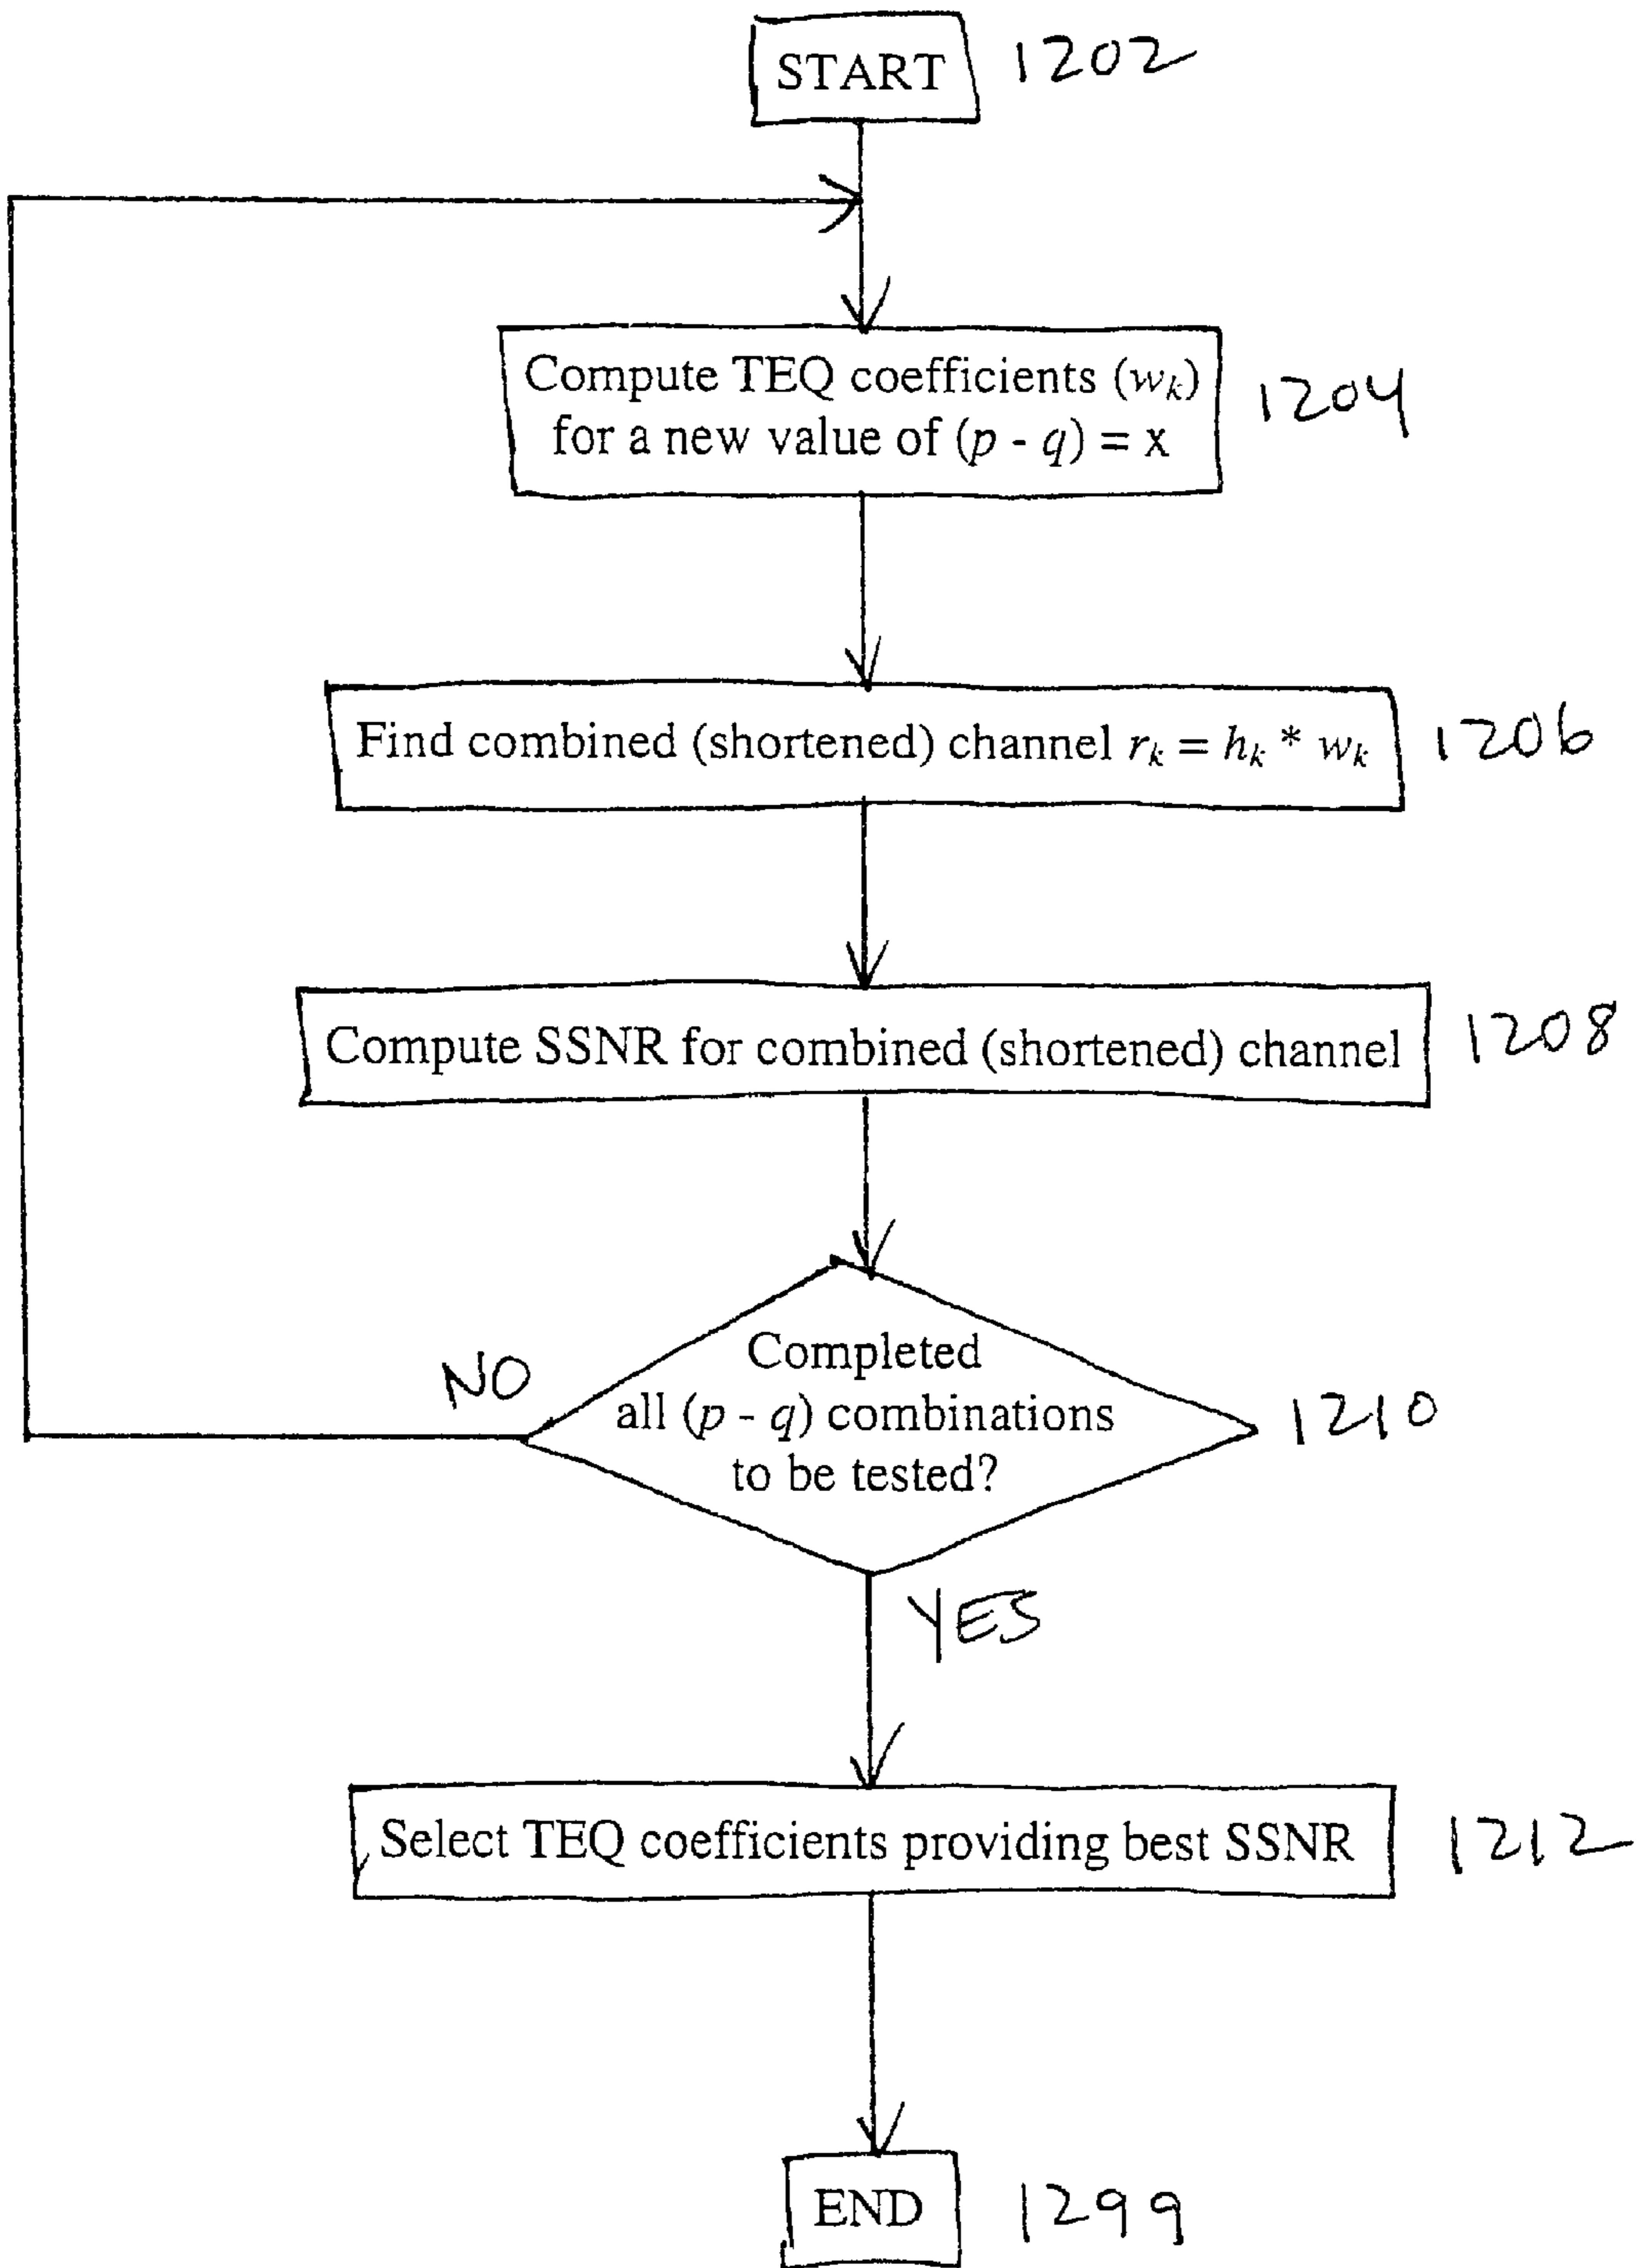 START 1202
Compute TEQ coefficients (wₖ)
for a new value of (p - q) = x
1204
Find combined (shortened) channel rₖ = hₖ * wₖ 1206
Compute SSNR for combined (shortened) channel 1208
NO
Completed
all (p - q) combinations
to be tested?
1210
YES
Select TEQ coefficients providing best SSNR 1212
END 1299